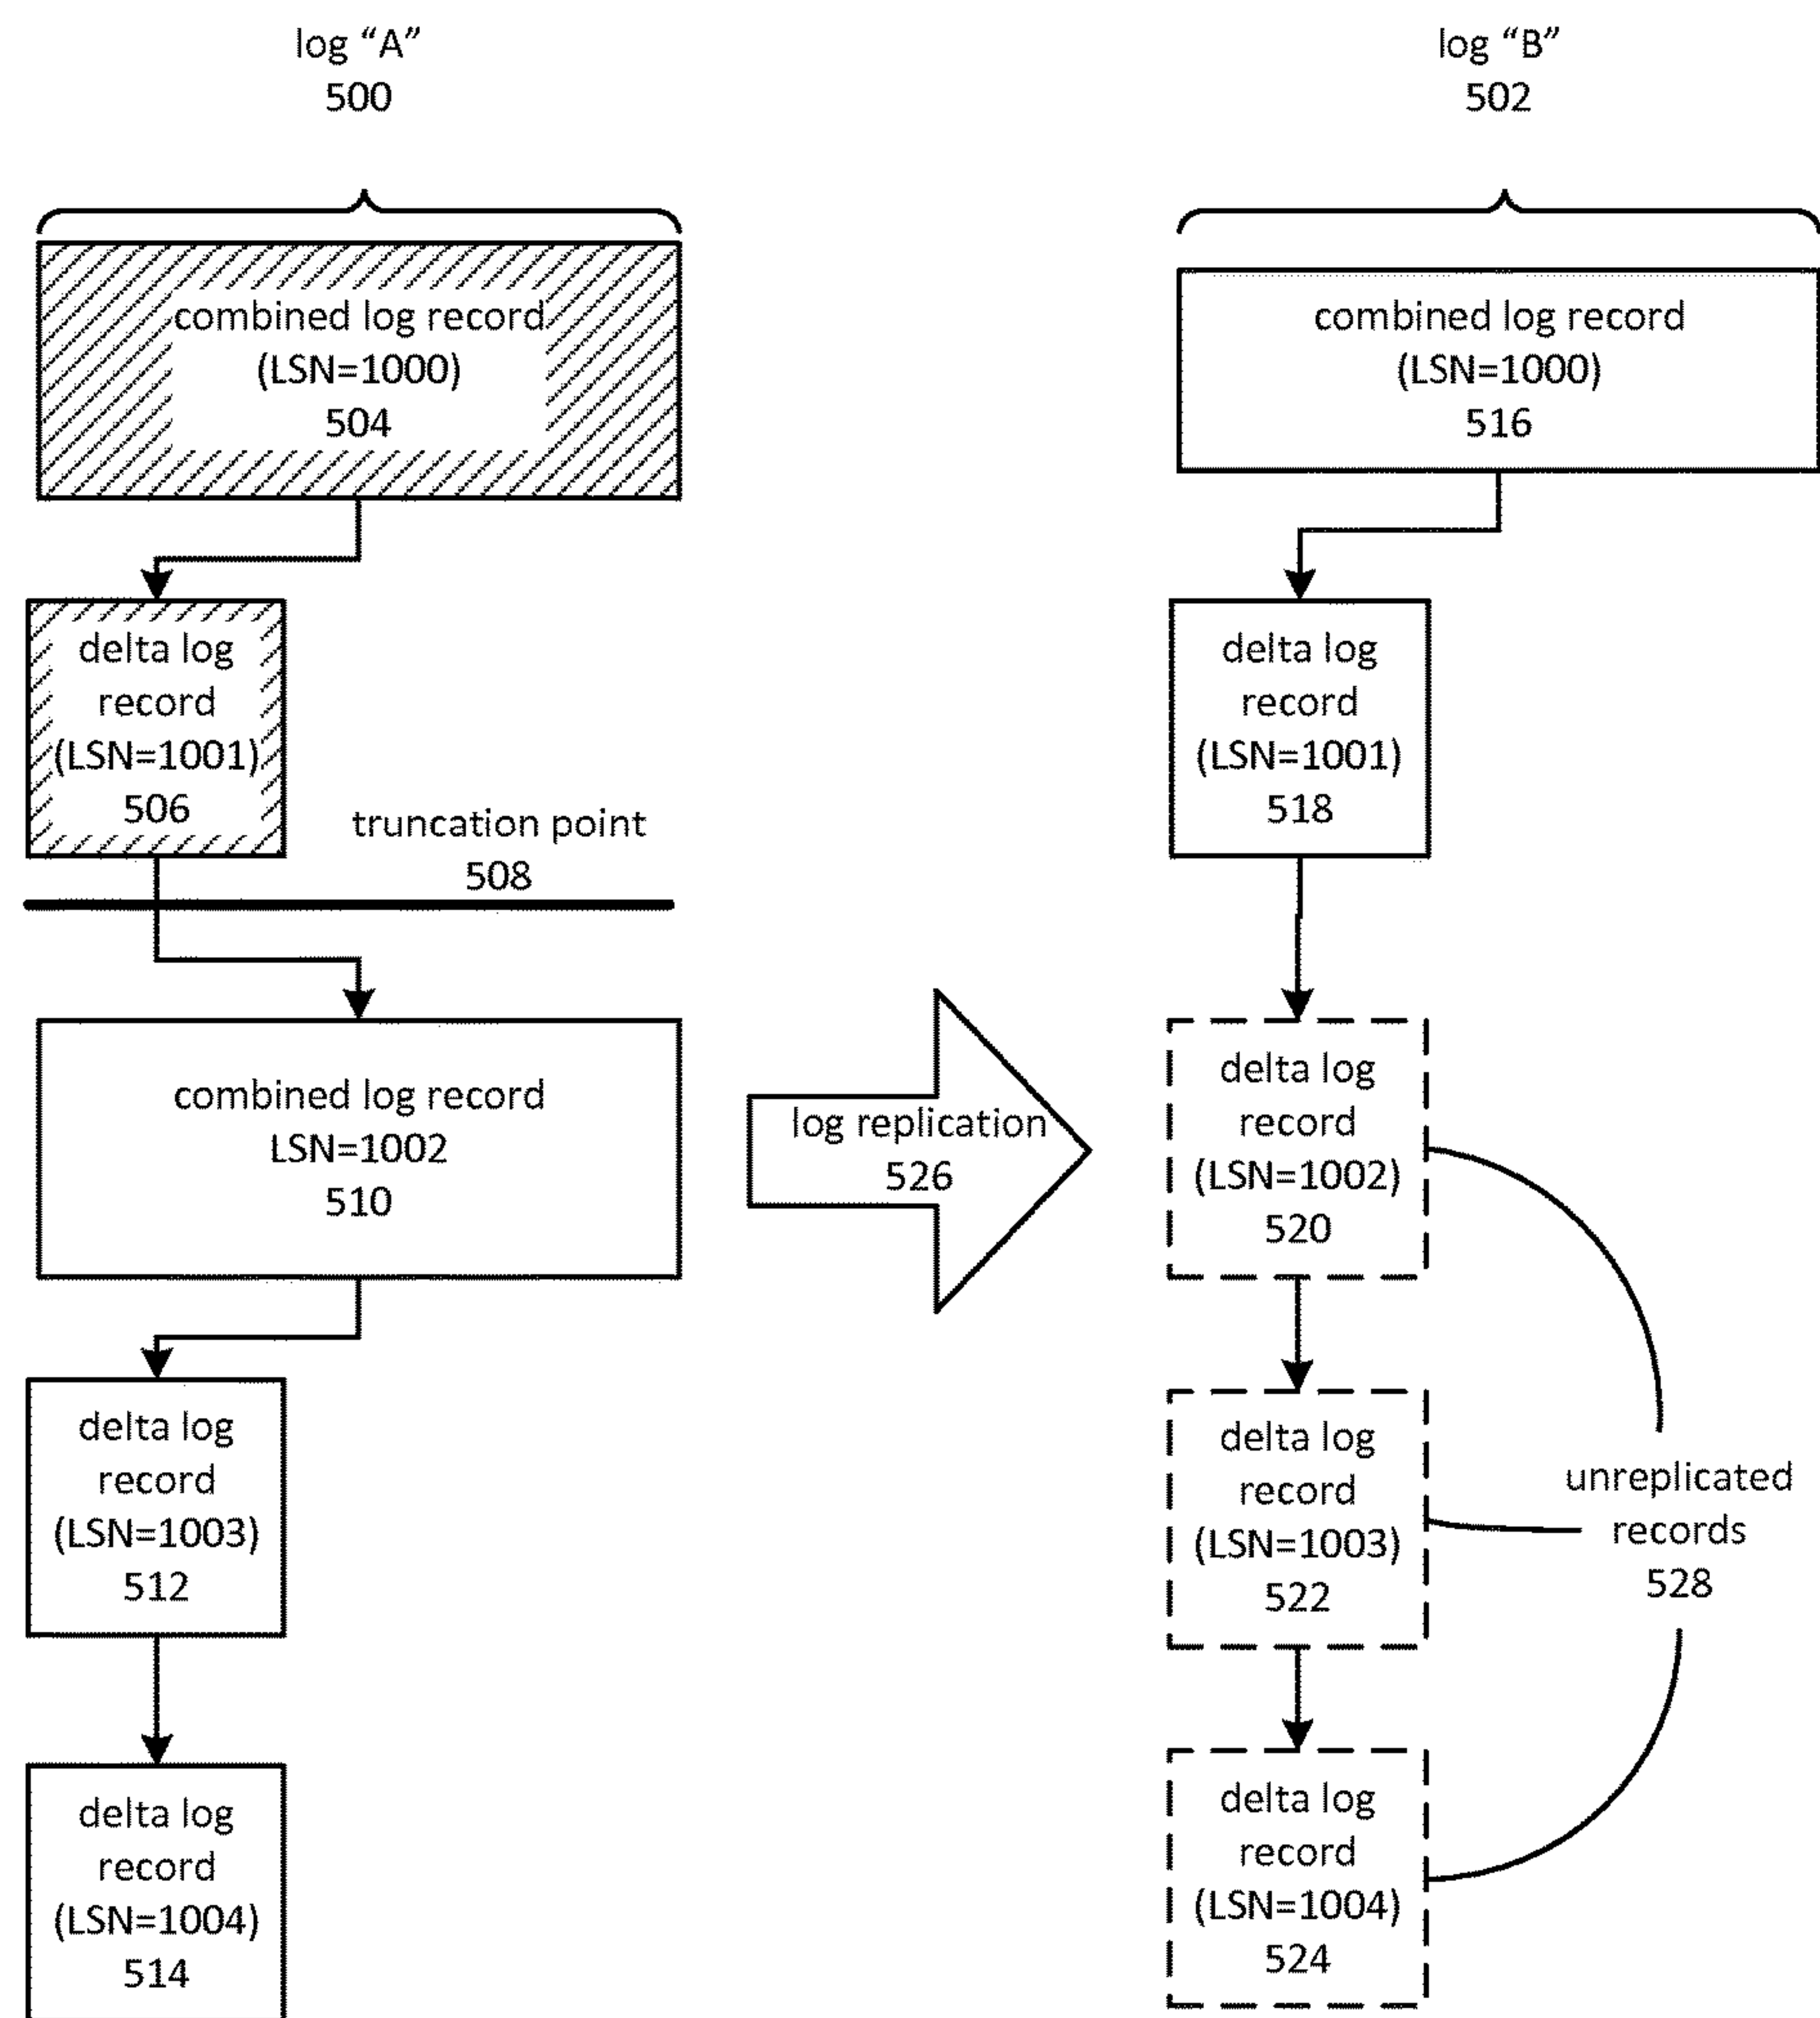 log “A”
500
log “B”
502
combined log record
(LSN=1000)
504
combined log record
(LSN=1000)
516
delta log
record
(LSN=1001)
506
truncation point
508
delta log
record
(LSN=1001)
518
combined log record
LSN=1002
510
log replication
526
delta log
record
(LSN=1002)
520
delta log
record
(LSN=1003)
512
delta log
record
(LSN=1003)
522
unreplicated
records
528
delta log
record
(LSN=1004)
514
delta log
record
(LSN=1004)
524